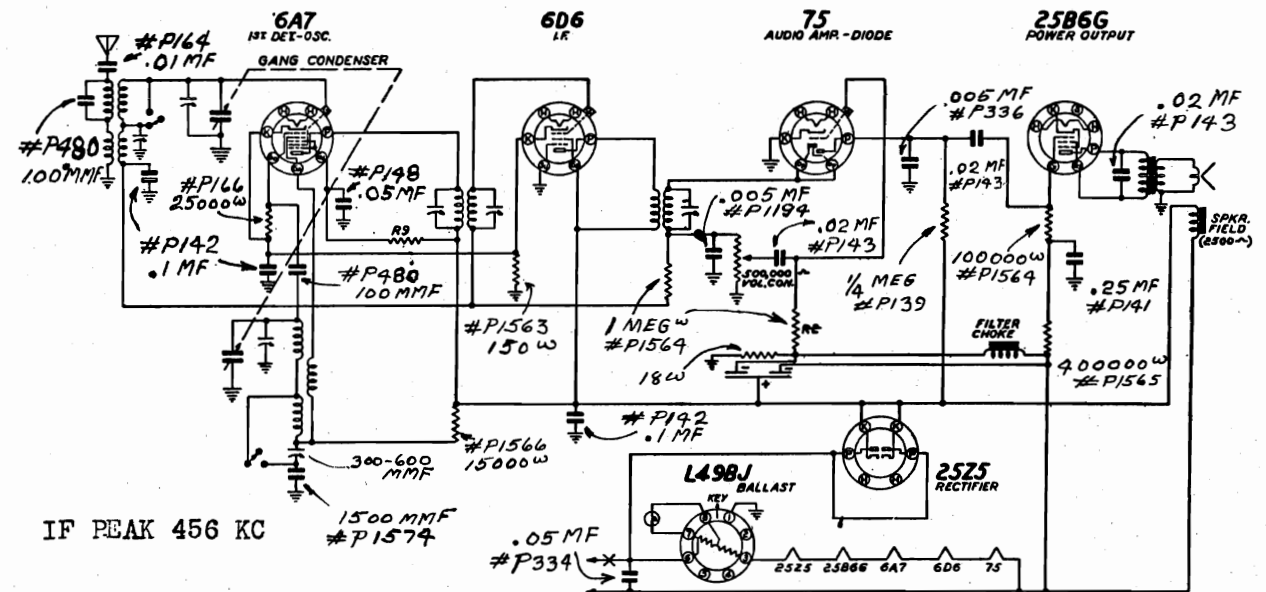 6A7
1ST DET-OSC.
6D6
I.F.
75
AUDIO AMP.-DIODE
25B6G
POWER OUTPUT
#P164
.01 MF
GANG CONDENSER
#P480
100 MMF
#P166
25000ω
#P148
.05 MF
#P142
.1 MF
R9
#P480
100 MMF
.005 MF
#P1194
.02 MF
#P143
500,000 ~
VOL. CON.
.005 MF
#P336
.02 MF
#P143
.02 MF
#P143
SPKR.
FIELD
(2500~)
1/4 MEG
#P139
100000ω
#P1564
.25 MF
#P141
#P1563
150ω
1 MEG ω
#P1564
R2
18ω
FILTER
CHOKE
400000ω
#P1565
#P1566
15000ω
#P142
.1 MF
300-600
MMF
1500 MMF
#P1574
L49BJ
BALLAST
KEY
25Z5
RECTIFIER
IF PEAK 456 KC
.05 MF
#P334
25Z5 25B6G 6A7 6D6 75